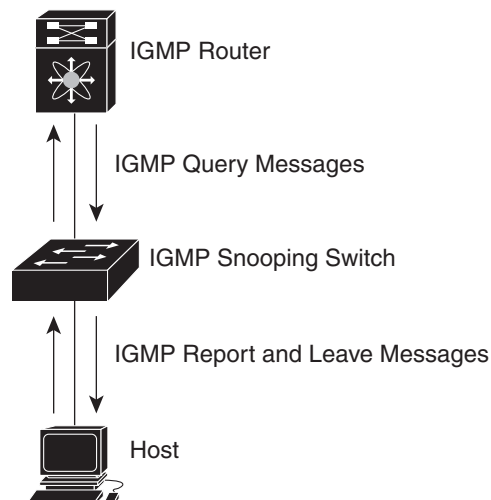 IGMP Router
IGMP Query Messages
IGMP Snooping Switch
IGMP Report and Leave Messages
Host